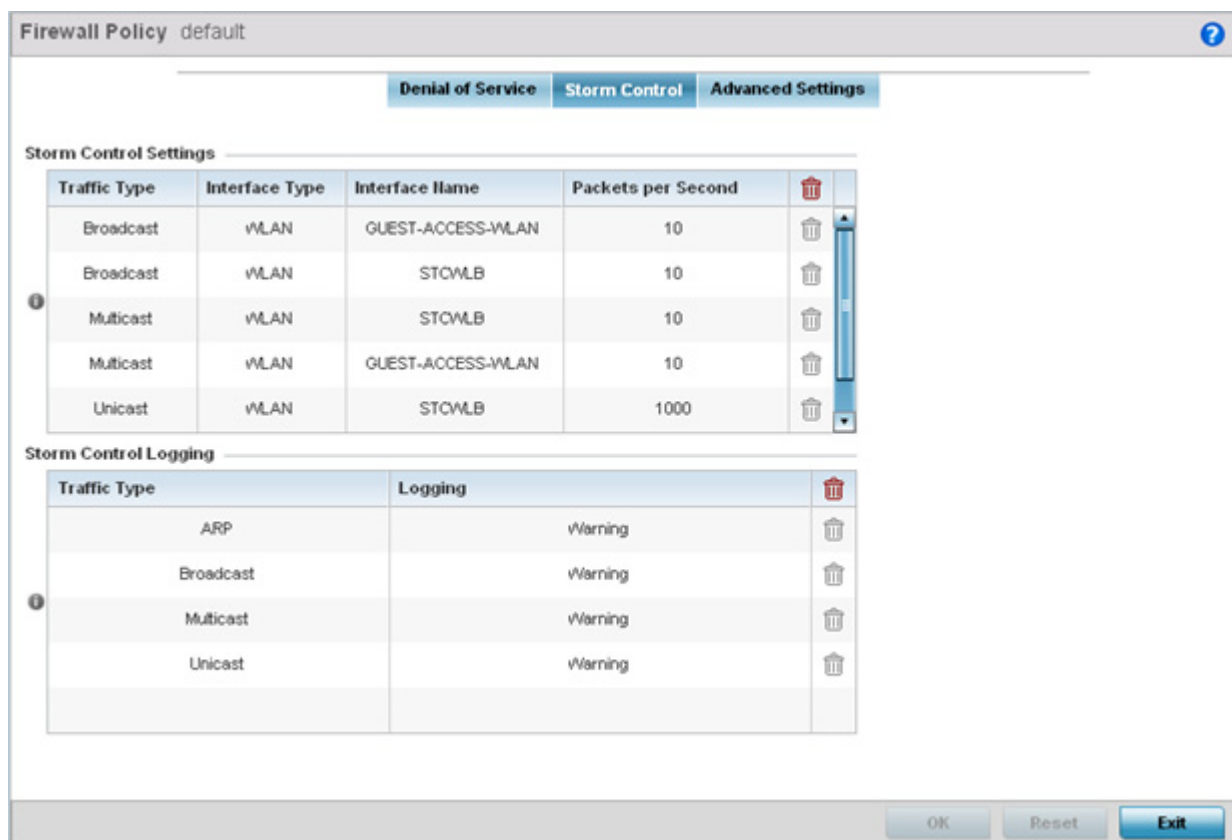 Firewall Policy default
Denial of Service Storm Control Advanced Settings
Storm Control Settings
Traffic Type Interface Type Interface Name Packets per Second
Broadcast WLAN GUEST-ACCESS-WLAN 10
Broadcast WLAN STCWLB 10
Multicast WLAN STCWLB 10
Multicast WLAN GUEST-ACCESS-WLAN 10
Unicast WLAN STCWLB 1000
Storm Control Logging
Traffic Type Logging
ARP Warning
Broadcast Warning
Multicast Warning
Unicast Warning
OK Reset Exit